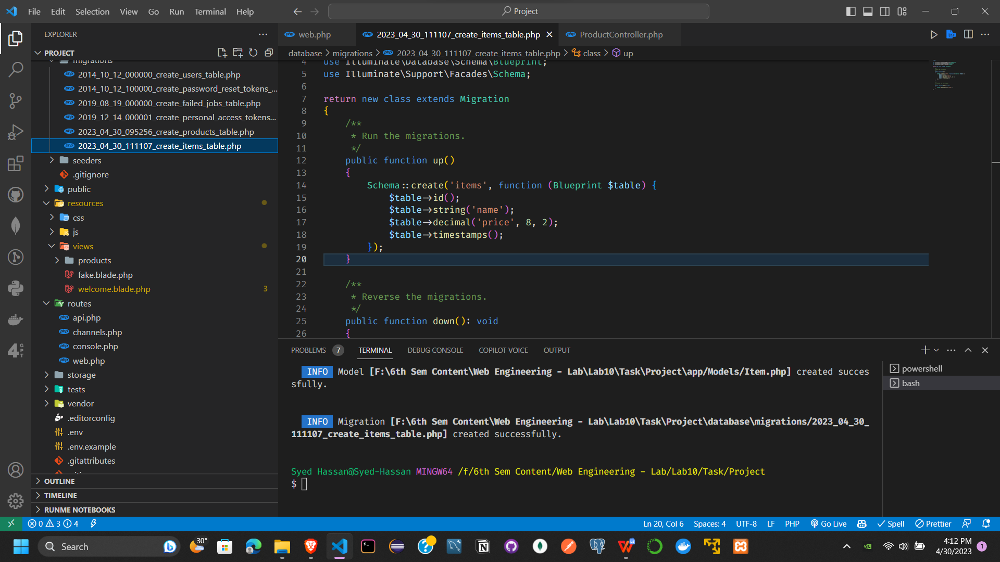 File Edit Selection View Go Run Terminal Help
Project
EXPLORER
PROJECT
migrations
2014_10_12_000000_create_users_table.php
2014_10_12_100000_create_password_reset_tokens_...
2019_08_19_000000_create_failed_jobs_table.php
2019_12_14_000001_create_personal_access_tokens...
2023_04_30_095256_create_products_table.php
2023_04_30_111107_create_items_table.php
seeders
.gitignore
public
resources
css
js
views
products
fake.blade.php
welcome.blade.php 3
routes
api.php
channels.php
console.php
web.php
storage
tests
vendor
.editorconfig
.env
.env.example
.gitattributes
OUTLINE
TIMELINE
RUNME NOTEBOOKS
web.php 2023_04_30_111107_create_items_table.php ProductController.php
database > migrations > 2023_04_30_111107_create_items_table.php > class > up
4 use Illuminate\Database\Schema\Blueprint;
5 use Illuminate\Support\Facades\Schema;
6
7 return new class extends Migration
8 {
9 /**
10 * Run the migrations.
11 */
12 public function up()
13 {
14 Schema::create('items', function (Blueprint $table) {
15 $table->id();
16 $table->string('name');
17 $table->decimal('price', 8, 2);
18 $table->timestamps();
19 });
20 }
21
22 /**
23 * Reverse the migrations.
24 */
25 public function down(): void
26 {
PROBLEMS 7 TERMINAL DEBUG CONSOLE COPILOT VOICE OUTPUT
INFO Model [F:\6th Sem Content\Web Engineering - Lab\Lab10\Task\Project\app/Models/Item.php] created succes
sfully.
INFO Migration [F:\6th Sem Content\Web Engineering - Lab\Lab10\Task\Project\database\migrations/2023_04_30_
111107_create_items_table.php] created successfully.
Syed Hassan@Syed-Hassan MINGW64 /f/6th Sem Content/Web Engineering - Lab/Lab10/Task/Project
$
powershell
bash
0 3 4
Ln 20, Col 6 Spaces: 4 UTF-8 LF PHP Go Live Spell Prettier
Search
30°
4:12 PM
4/30/2023
1